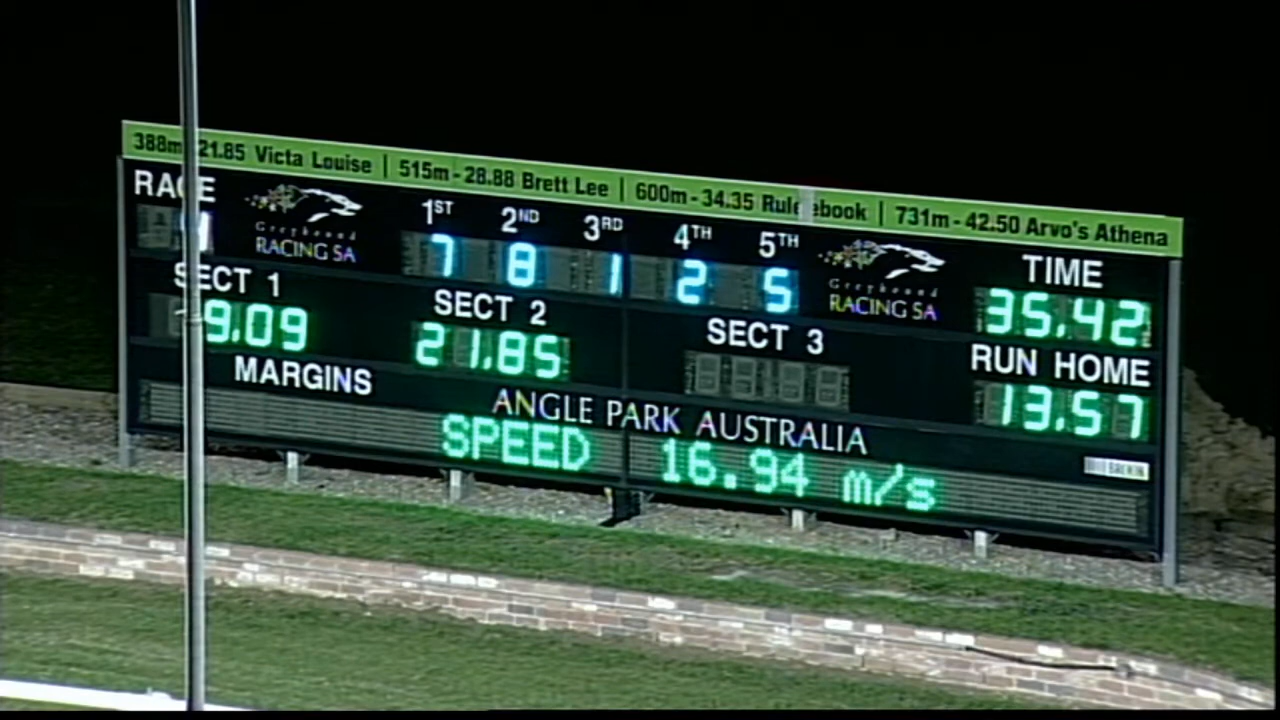 388m - 21.85 Victa Louise | 515m - 28.88 Brett Lee | 600m - 34.35 Rulebook | 731m - 42.50 Arvo's Athena
RACE
Greyhound
RACING SA
1ST 2ND 3RD 4TH 5TH
7 8 1 2 5
Greyhound
RACING SA
TIME
35.42
SECT 1
9.09
SECT 2
21.85
SECT 3
RUN HOME
13.57
MARGINS
ANGLE PARK AUSTRALIA
SPEED 16.94 m/s